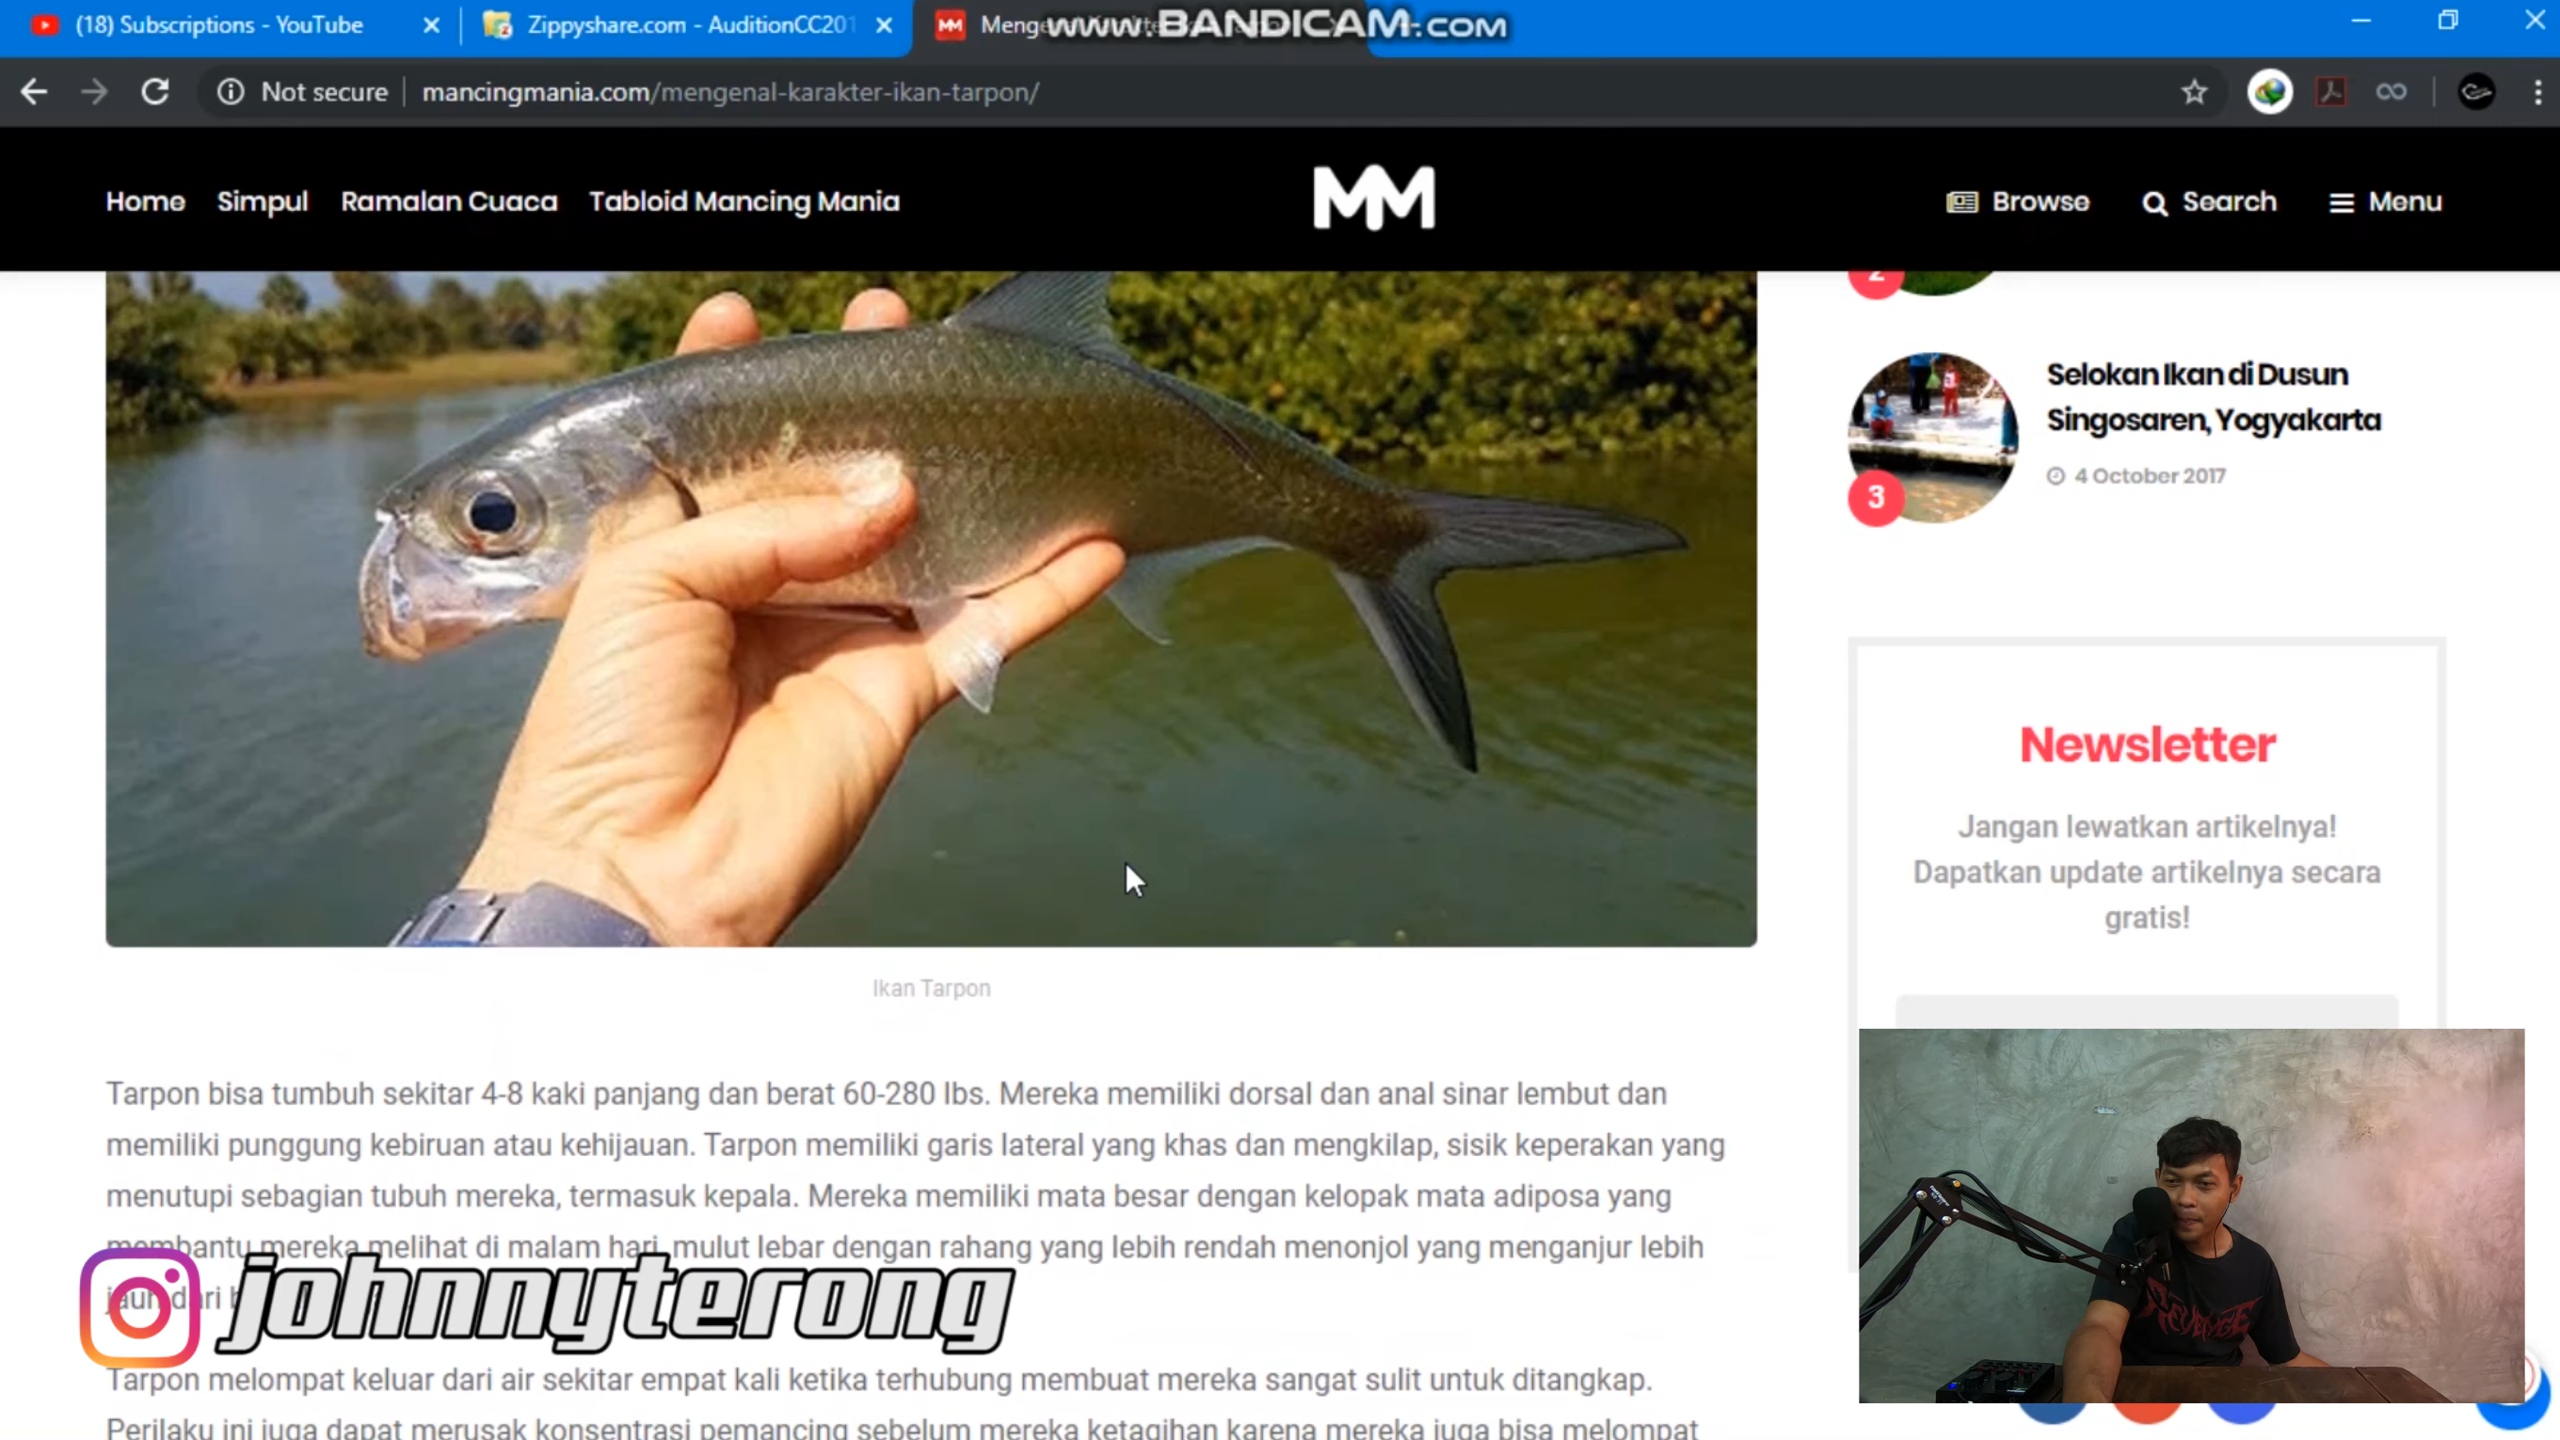 (18) Subscriptions - YouTube
Zippyshare.com - AuditionCC201
www.BANDICAM.com
Not secure
mancingmania.com/mengenal-karakter-ikan-tarpon/
Home
Simpul
Ramalan Cuaca
Tabloid Mancing Mania
MM
Browse
Search
Menu
2
Selokan Ikan di Dusun
Singosaren, Yogyakarta
4 October 2017
3
Newsletter
Jangan lewatkan artikelnya!
Dapatkan update artikelnya secara
gratis!
Ikan Tarpon
Tarpon bisa tumbuh sekitar 4-8 kaki panjang dan berat 60-280 lbs. Mereka memiliki dorsal dan anal sinar lembut dan
memiliki punggung kebiruan atau kehijauan. Tarpon memiliki garis lateral yang khas dan mengkilap, sisik keperakan yang
menutupi sebagian tubuh mereka, termasuk kepala. Mereka memiliki mata besar dengan kelopak mata adiposa yang
membantu mereka melihat di malam hari, mulut lebar dengan rahang yang lebih rendah menonjol yang menganjur lebih
jauh dari
johnnyterong
Tarpon melompat keluar dari air sekitar empat kali ketika terhubung membuat mereka sangat sulit untuk ditangkap.
Perilaku ini juga dapat merusak konsentrasi pemancing sebelum mereka ketagihan karena mereka juga bisa melompat